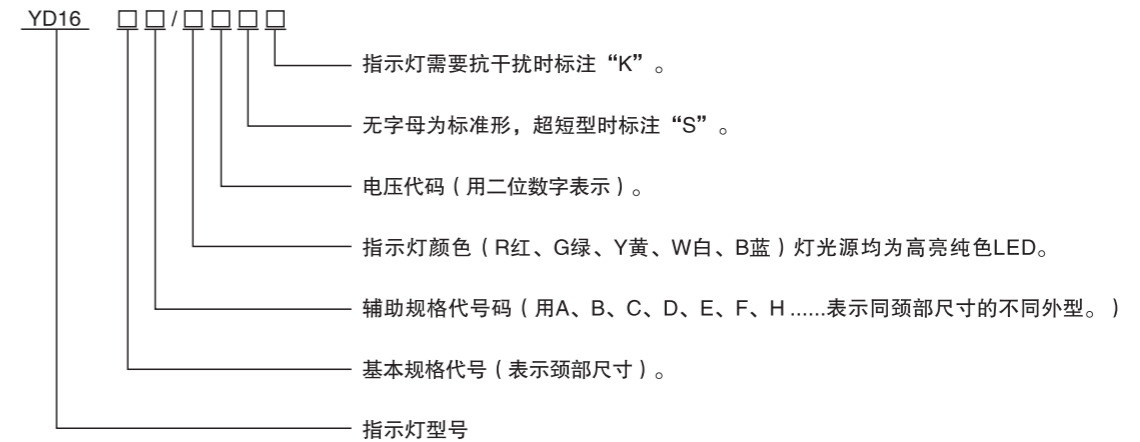 YD16 □□/□□□□
指示灯需要抗干扰时标注“K”。
无字母为标准形，超短型时标注“S”。
电压代码（用二位数字表示）。
指示灯颜色（R红、G绿、Y黄、W白、B蓝）灯光源均为高亮纯色LED。
辅助规格代号码（用A、B、C、D、E、F、H......表示同颈部尺寸的不同外型。）
基本规格代号（表示颈部尺寸）。
指示灯型号